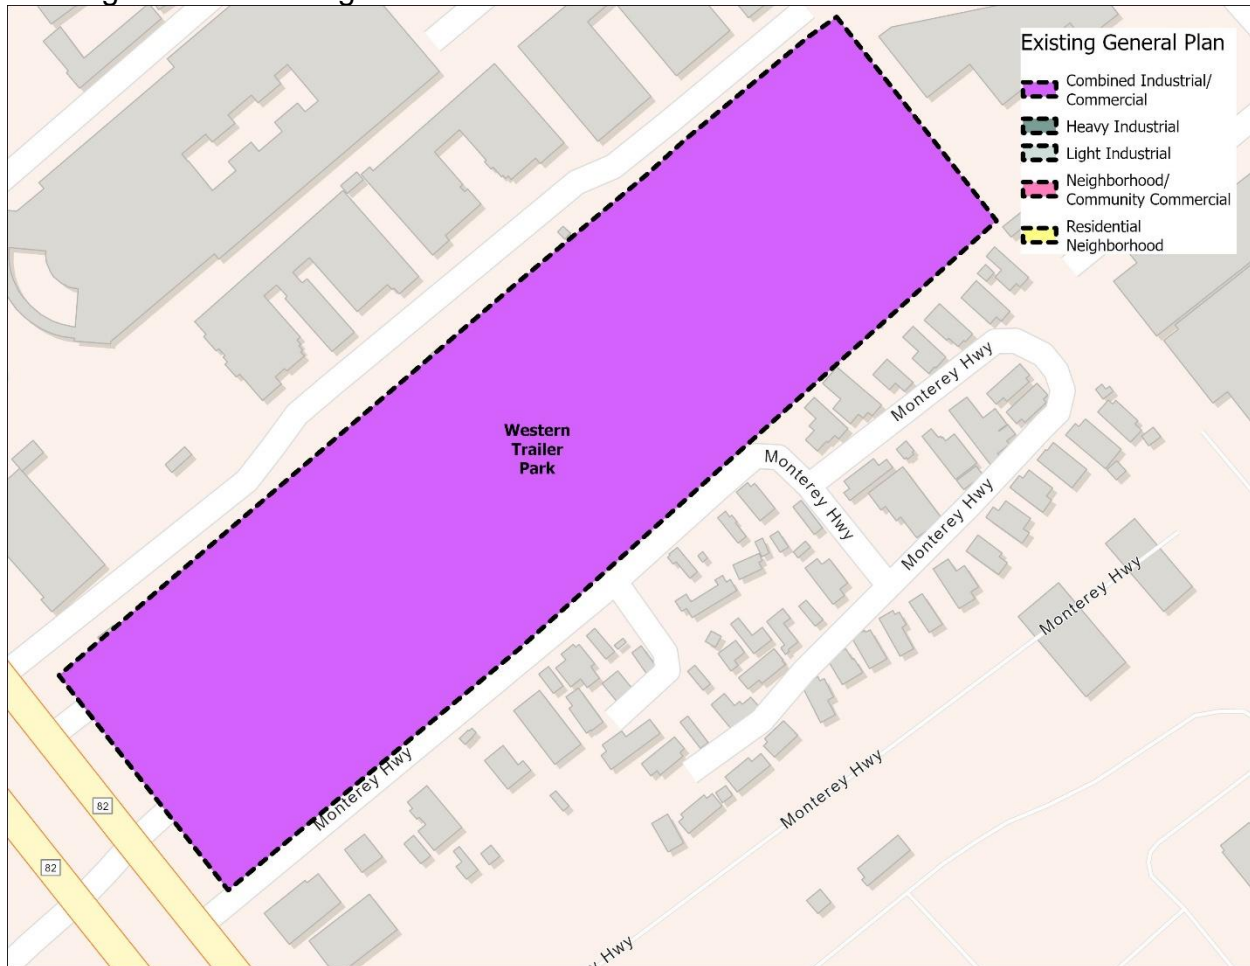 Existing General Plan
Combined Industrial/
Commercial
Heavy Industrial
Light Industrial
Neighborhood/
Community Commercial
Residential
Neighborhood
Western
Trailer
Park
Monterey Hwy
Monterey Hwy
Monterey Hwy
Monterey Hwy
Monterey Hwy
Monterey Hwy
82
82
Hwy